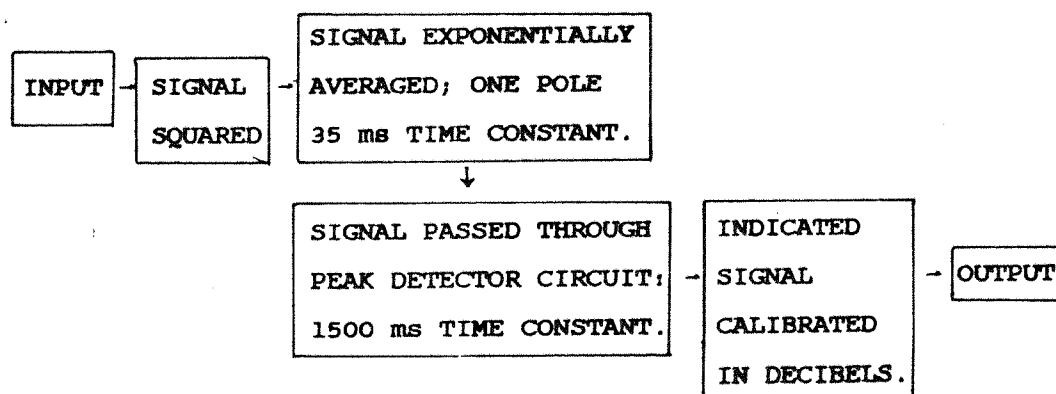 INPUT
SIGNAL
SQUARED
SIGNAL EXPONENTIALLY
AVERAGED; ONE POLE
35 ms TIME CONSTANT.
SIGNAL PASSED THROUGH
PEAK DETECTOR CIRCUIT:
1500 ms TIME CONSTANT.
INDICATED
SIGNAL
CALIBRATED
IN DECIBELS.
OUTPUT